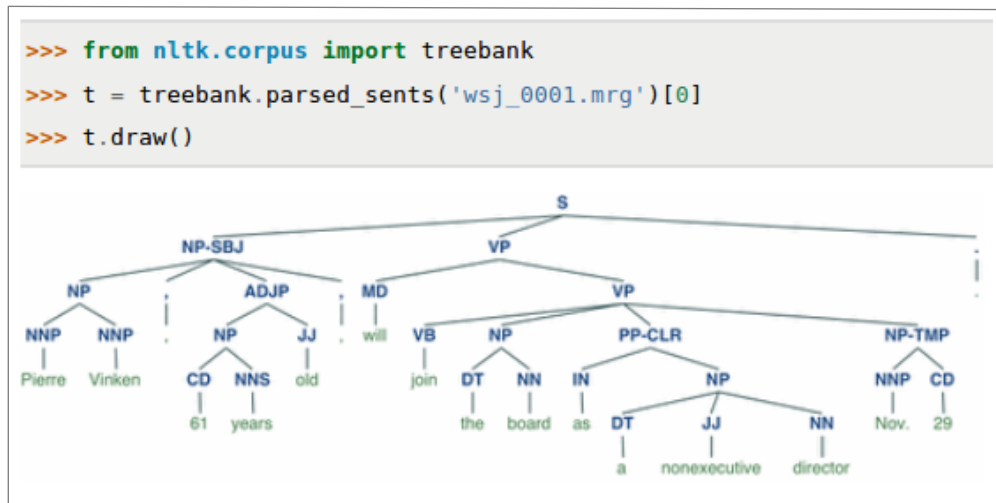 >>> from nltk.corpus import treebank
>>> t = treebank.parsed_sents('wsj_0001.mrg')[0]
>>> t.draw()
S
NP-SBJ VP .
NP , ADJP , MD VP .
NNP NNP , NP JJ , will VB NP PP-CLR NP-TMP
Pierre Vinken CD NNS old join DT NN IN NP NNP CD
61 years the board as DT JJ NN Nov. 29
a nonexecutive director